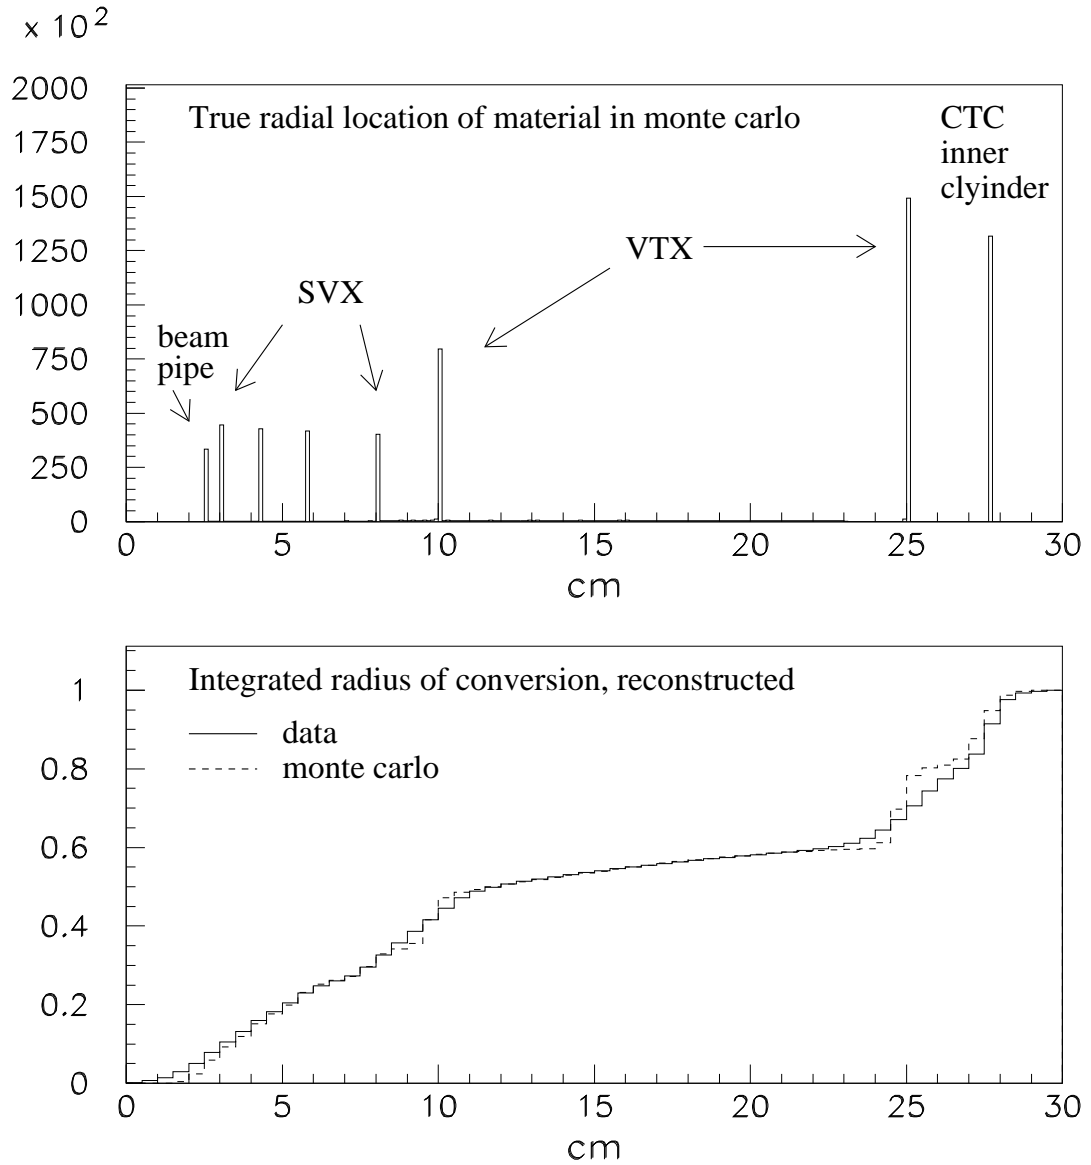 x 10²
2000
1750
1500
1250
1000
750
500
250
0
True radial location of material in monte carlo
CTC
inner
clyinder
VTX
SVX
beam
pipe
0 5 10 15 20 25 30
cm
1
0.8
0.6
0.4
0.2
0
Integrated radius of conversion, reconstructed
data
monte carlo
0 5 10 15 20 25 30
cm